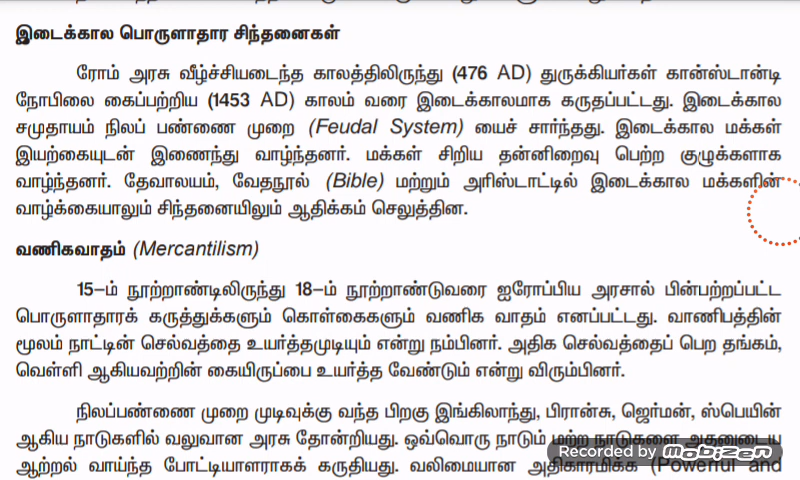 இடைக்கால பொருளாதார சிந்தனைகள்
ரோம் அரசு வீழ்ச்சியடைந்த காலத்திலிருந்து (476 AD) துருக்கியர்கள் கான்ஸ்டான்டி
நோபிலை கைப்பற்றிய (1453 AD) காலம் வரை இடைக்காலமாக கருதப்பட்டது. இடைக்கால
சமுதாயம் நிலப் பண்ணை முறை (Feudal System) யைச் சார்ந்தது. இடைக்கால மக்கள்
இயற்கையுடன் இணைந்து வாழ்ந்தனர். மக்கள் சிறிய தன்னிறைவு பெற்ற குழுக்களாக
வாழ்ந்தனர். தேவாலயம், வேதநூல் (Bible) மற்றும் அரிஸ்டாட்டில் இடைக்கால மக்களின்
வாழ்க்கையாலும் சிந்தனையிலும் ஆதிக்கம் செலுத்தின.
வணிகவாதம் (Mercantilism)
15–ம் நூற்றாண்டிலிருந்து 18–ம் நூற்றாண்டுவரை ஐரோப்பிய அரசால் பின்பற்றப்பட்ட
பொருளாதாரக் கருத்துக்களும் கொள்கைகளும் வணிக வாதம் எனப்பட்டது. வாணிபத்தின்
மூலம் நாட்டின் செல்வத்தை உயர்த்தமுடியும் என்று நம்பினர். அதிக செல்வத்தைப் பெற தங்கம்,
வெள்ளி ஆகியவற்றின் கையிருப்பை உயர்த்த வேண்டும் என்று விரும்பினர்.
நிலப்பண்ணை முறை முடிவுக்கு வந்த பிறகு இங்கிலாந்து, பிரான்சு, ஜெர்மன், ஸ்பெயின்
ஆகிய நாடுகளில் வலுவான அரசு தோன்றியது. ஒவ்வொரு நாடும் மற்ற நாடுகளை அதனுடைய
ஆற்றல் வாய்ந்த போட்டியாளராகக் கருதியது. வலிமையான அதிகாரமிக்க (Powerful and
Recorded by mobizen